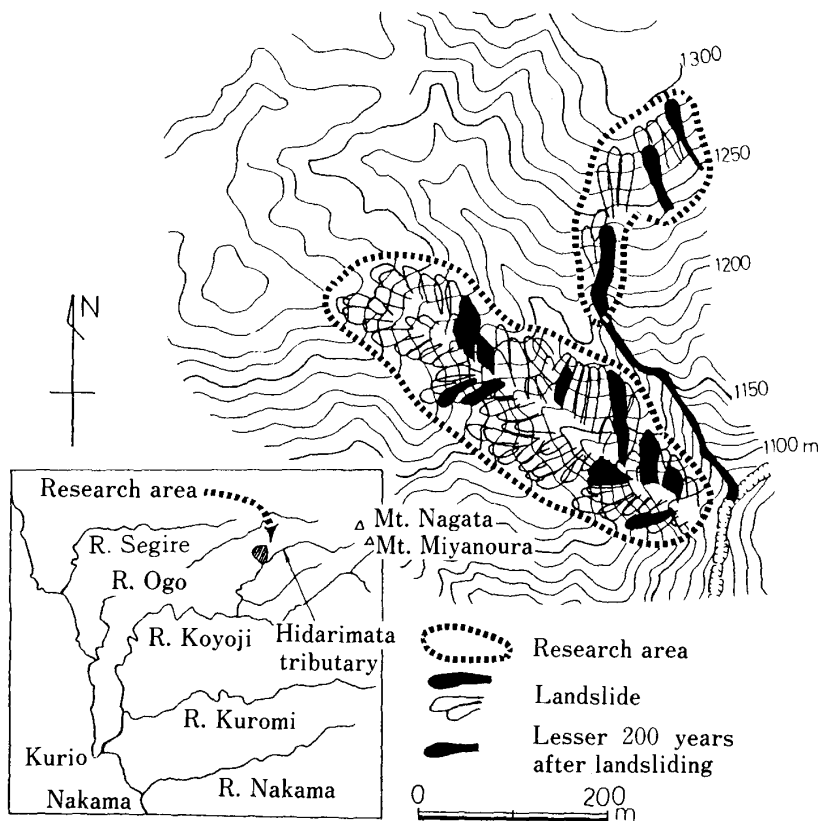 1300
1250
1200
1150
1100 m
N
Research area
Mt. Nagata
Mt. Miyanoura
R. Segire
R. Ogo
R. Koyoji
Hidarimata
tributary
R. Kuromi
Kurio
R. Nakama
Nakama
Research area
Landslide
Lesser 200 years
after landsliding
0 200
m